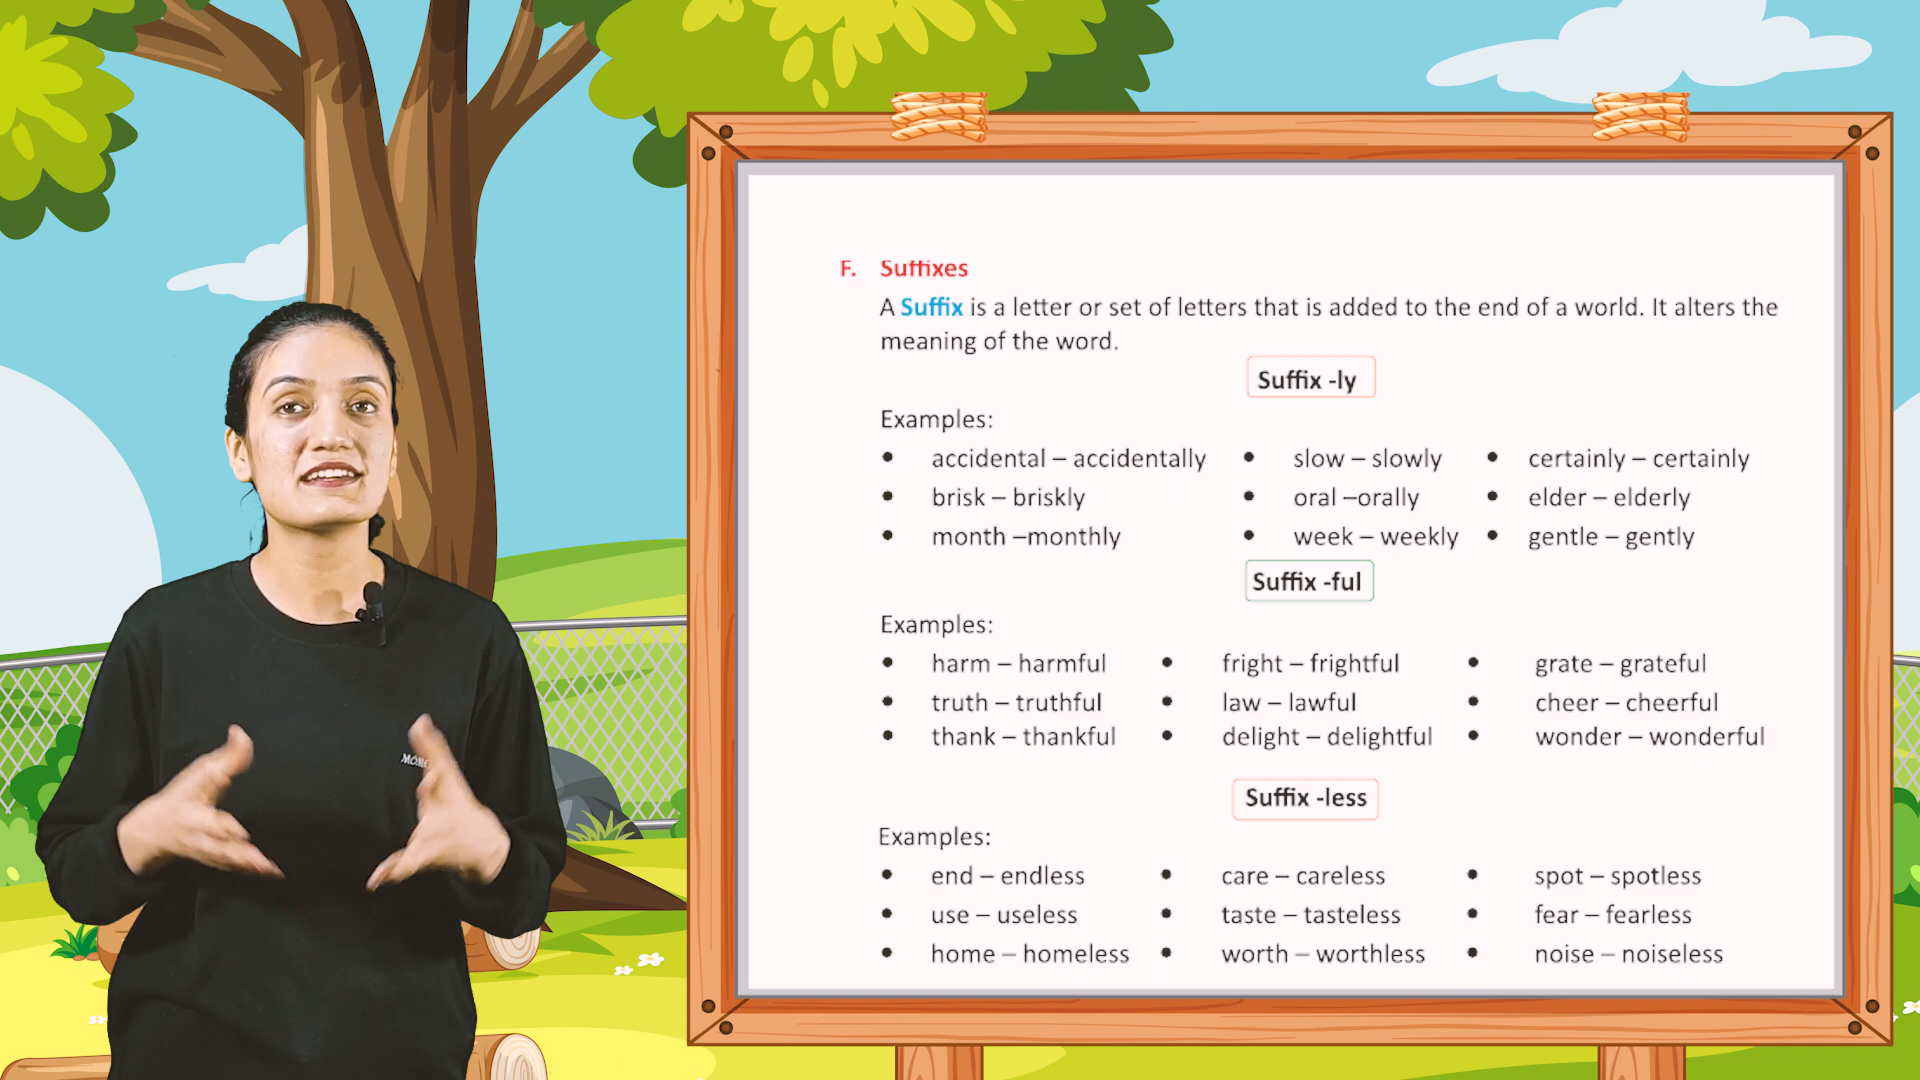 F. Suffixes
A Suffix is a letter or set of letters that is added to the end of a world. It alters the
meaning of the word.
Suffix -ly
Examples:
• accidental – accidentally • slow – slowly • certainly – certainly
• brisk – briskly • oral –orally • elder – elderly
• month –monthly • week – weekly • gentle – gently
Suffix -ful
Examples:
• harm – harmful • fright – frightful • grate – grateful
• truth – truthful • law – lawful • cheer – cheerful
• thank – thankful • delight – delightful • wonder – wonderful
Suffix -less
Examples:
• end – endless • care – careless • spot – spotless
• use – useless • taste – tasteless • fear – fearless
• home – homeless • worth – worthless • noise – noiseless